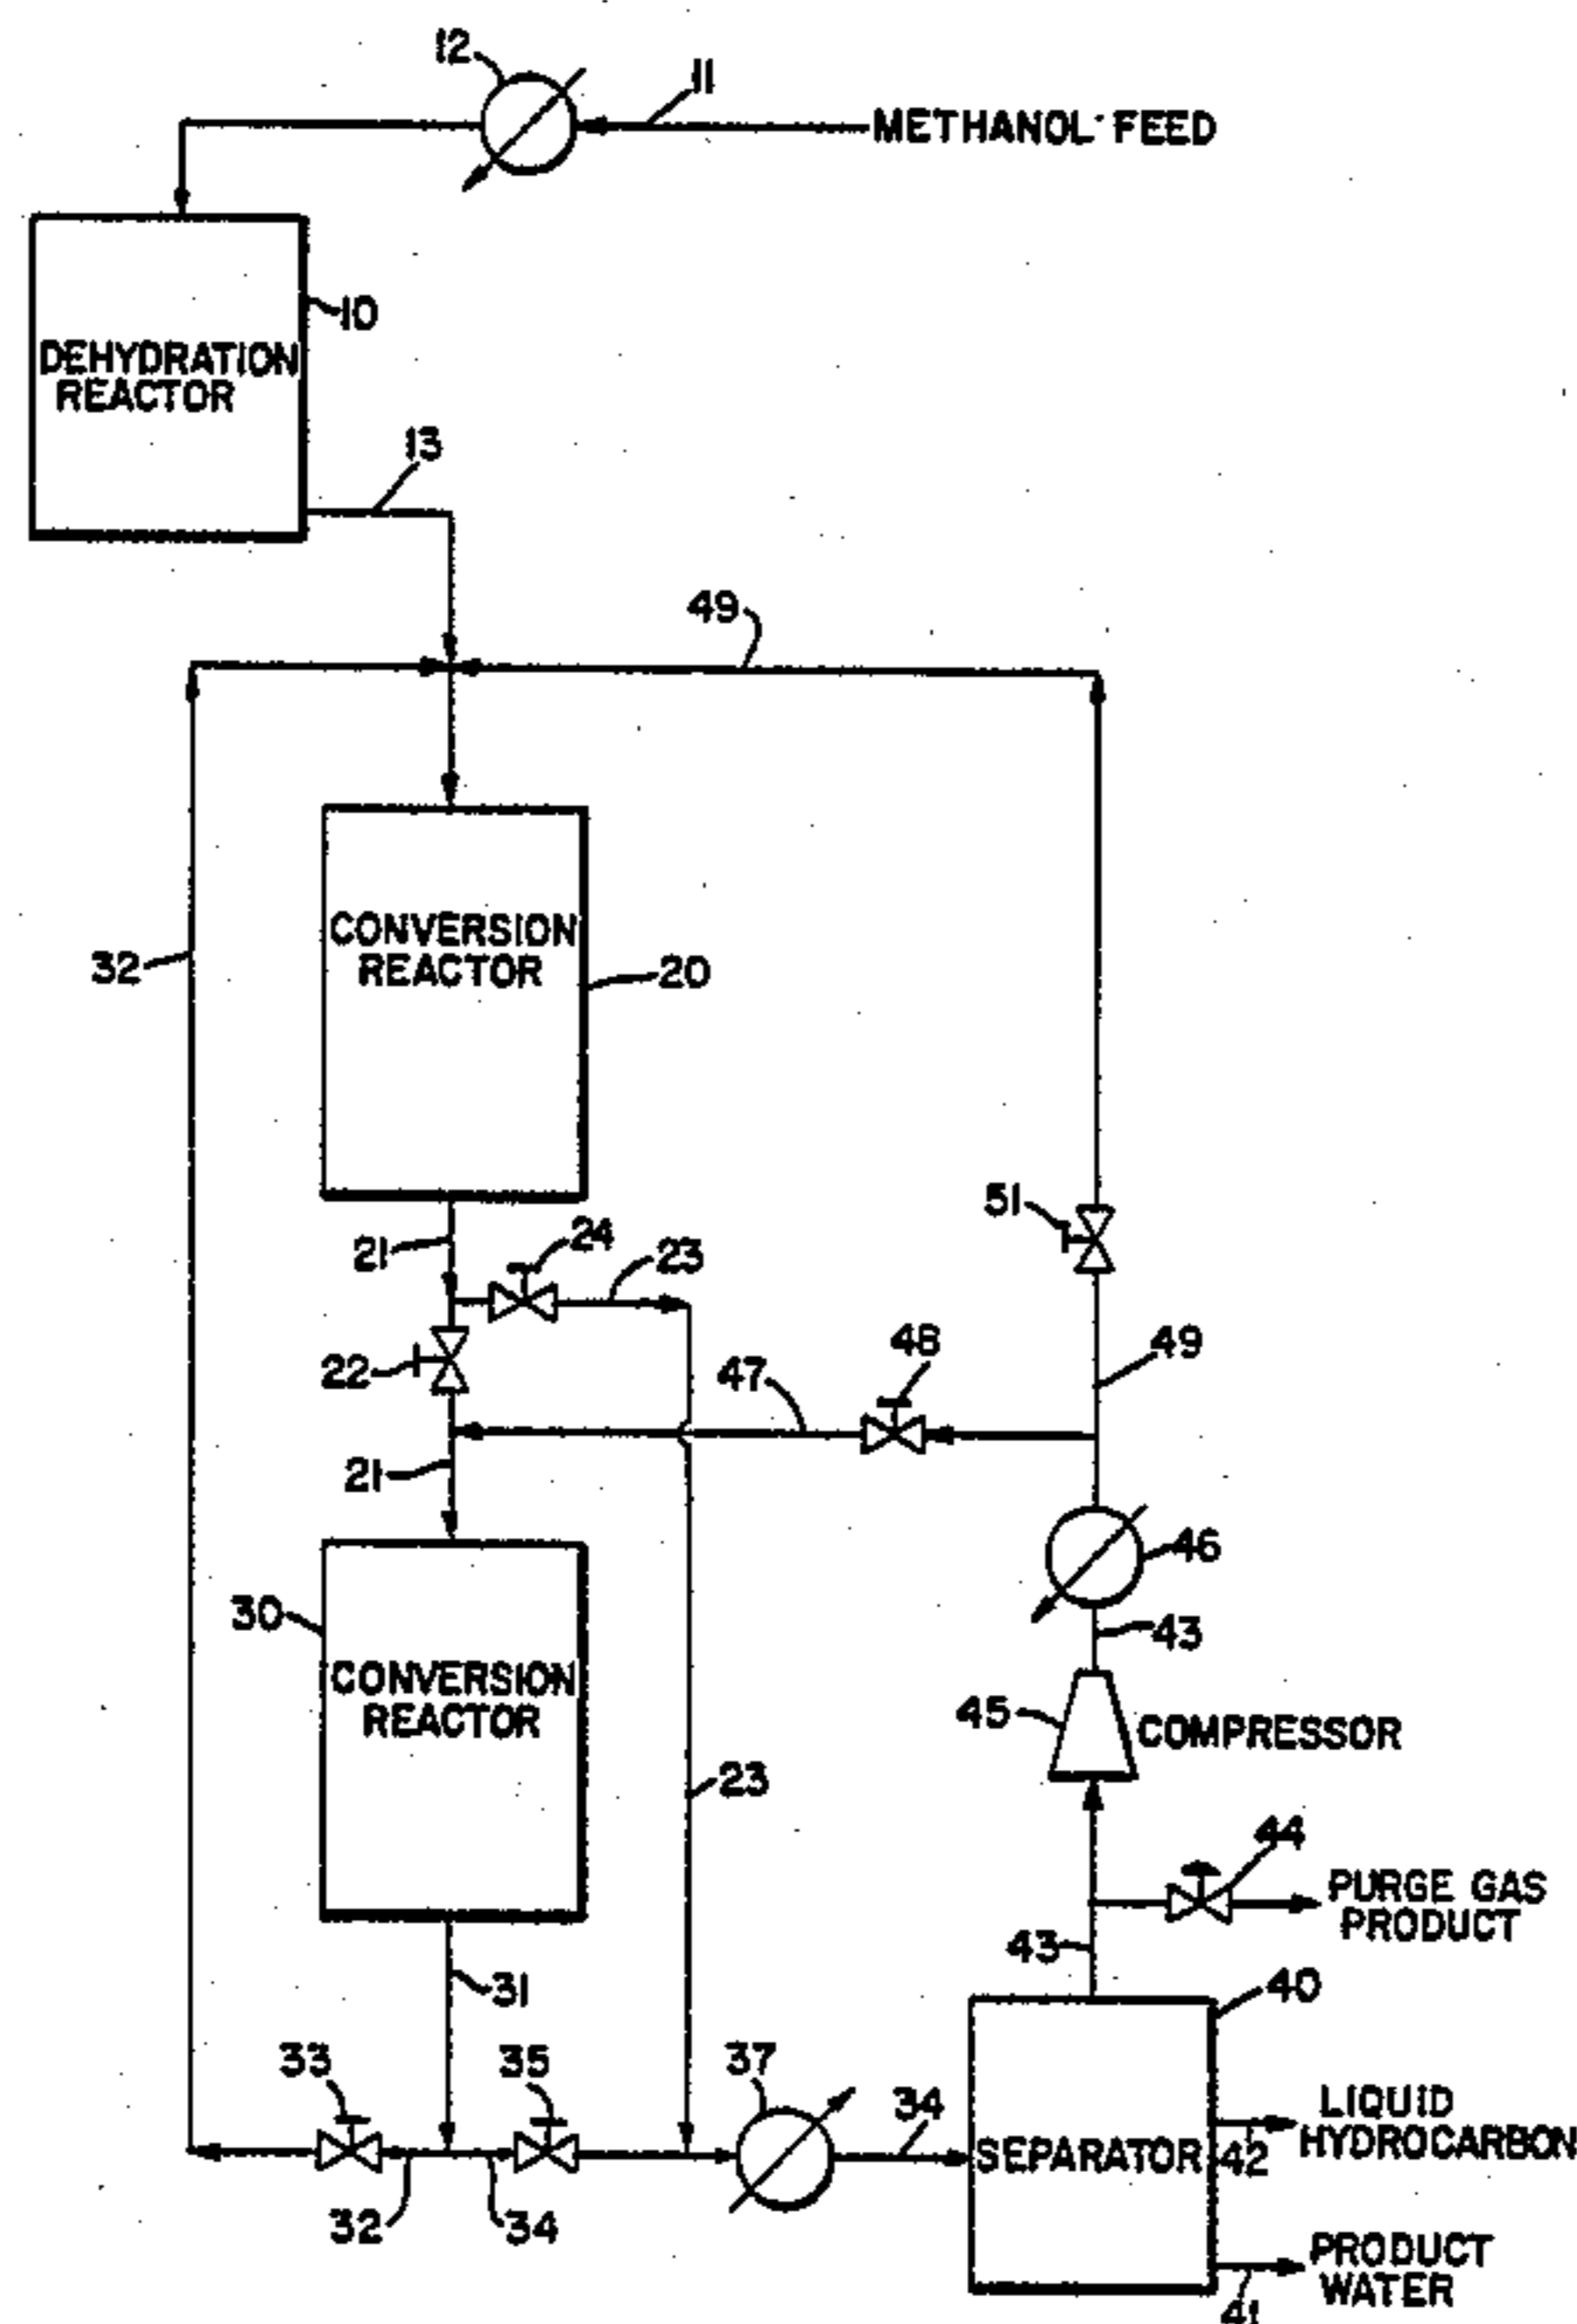 12
11
METHANOL FEED
10
DEHYDRATION
REACTOR
13
49
CONVERSION
REACTOR
32
20
51
21
24
23
22
47
48
49
21
46
30
43
CONVERSION
REACTOR
45
COMPRESSOR
23
44
PURGE GAS
PRODUCT
43
31
40
33
35
37
34
LIQUID
HYDROCARBON
SEPARATOR
42
32
34
PRODUCT
WATER
41